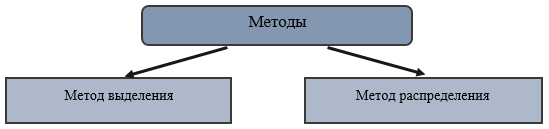 Методы
Метод выделения
Метод распределения